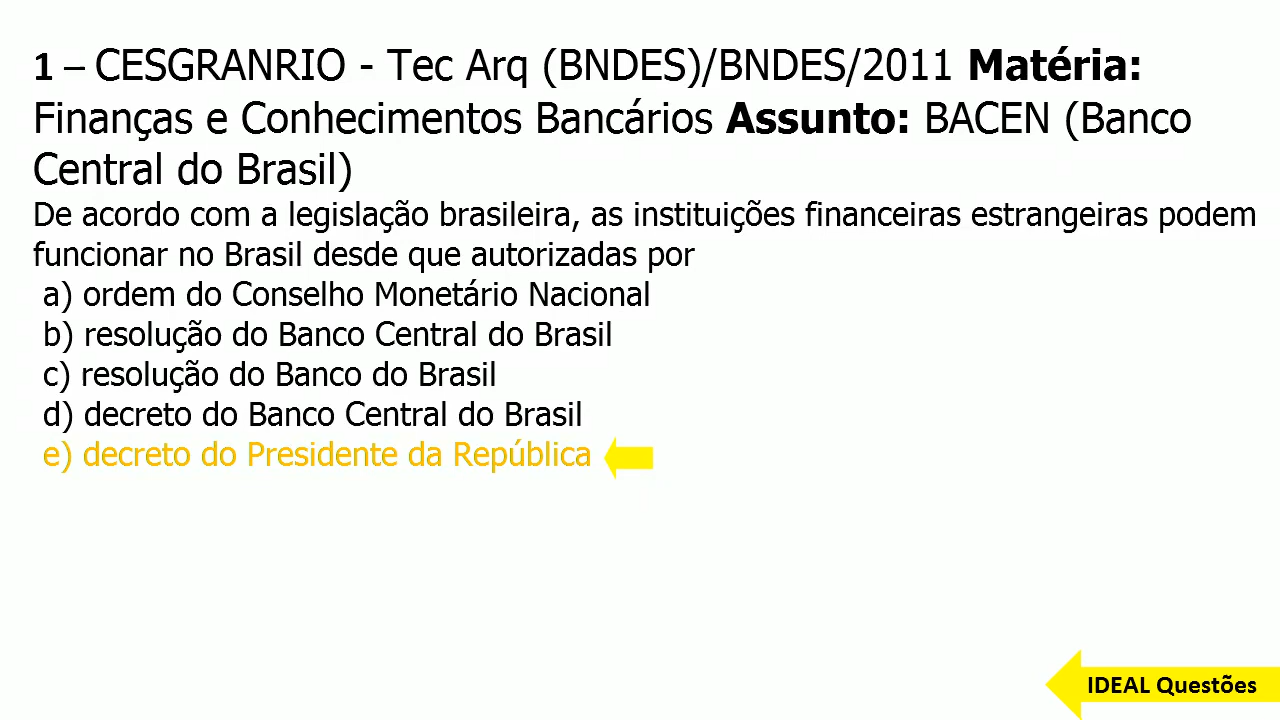 1 – CESGRANRIO - Tec Arq (BNDES)/BNDES/2011 Matéria:
Finanças e Conhecimentos Bancários Assunto: BACEN (Banco
Central do Brasil)
De acordo com a legislação brasileira, as instituições financeiras estrangeiras podem
funcionar no Brasil desde que autorizadas por
a) ordem do Conselho Monetário Nacional
b) resolução do Banco Central do Brasil
c) resolução do Banco do Brasil
d) decreto do Banco Central do Brasil
e) decreto do Presidente da República
IDEAL Questões